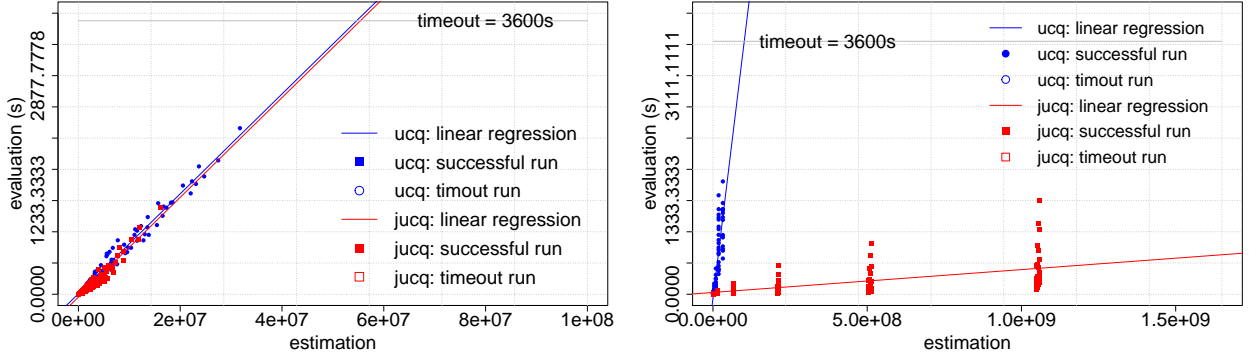 timeout = 3600s
evaluation (s)
2877.7778
1233.3333
1233.3333
0.0000
ucq: linear regression
ucq: successful run
ucq: timout run
jucq: linear regression
jucq: successful run
jucq: timeout run
0e+00
2e+07
4e+07
6e+07
8e+07
1e+08
estimation
timeout = 3600s
evaluation (s)
3111.1111
1333.3333
0.0000
ucq: linear regression
ucq: successful run
ucq: timout run
jucq: linear regression
jucq: successful run
jucq: timeout run
0.0e+00
5.0e+08
1.0e+09
1.5e+09
estimation